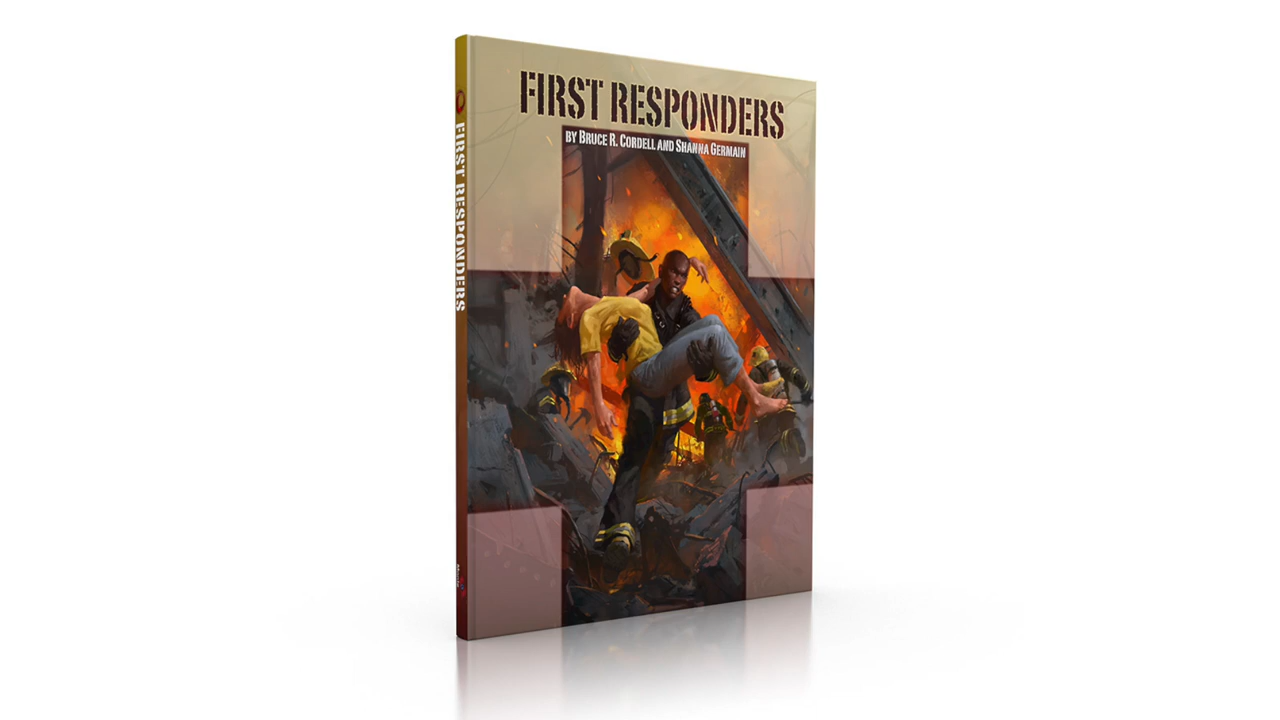 FIRST RESPONDERS
BY BRUCE R. CORDELL AND SHANNA GERMAIN
FIRST RESPONDERS